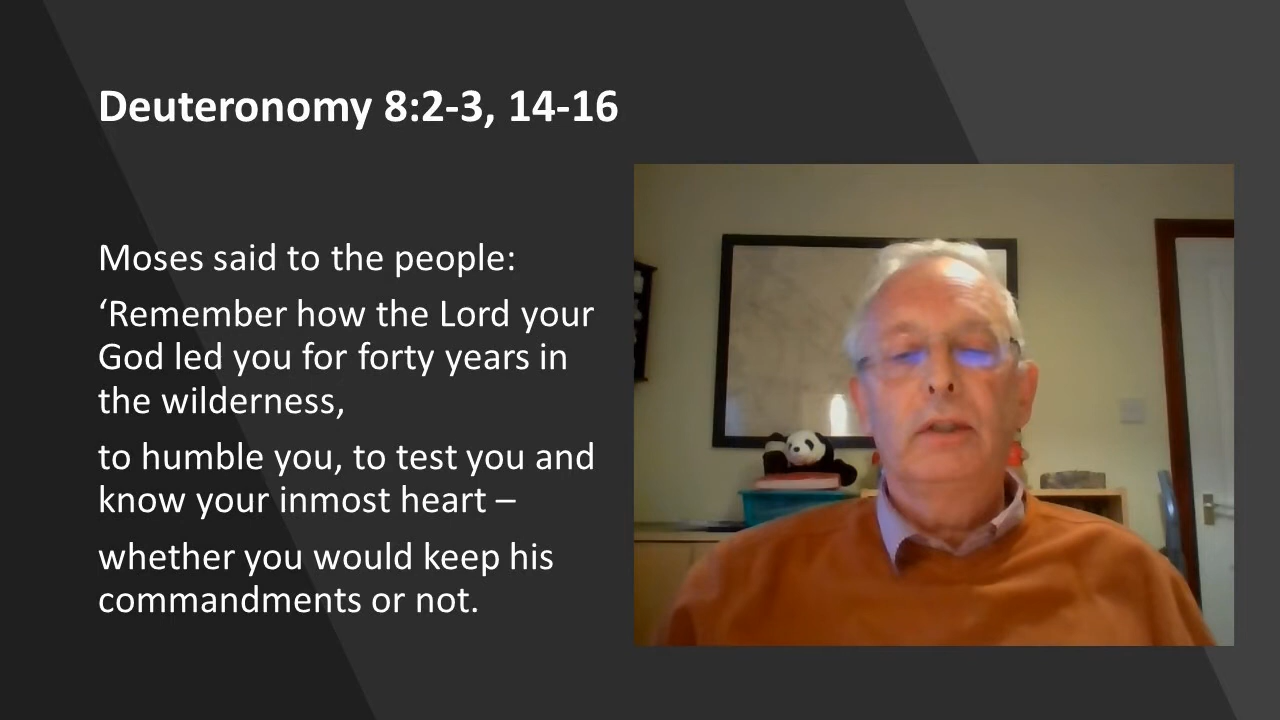 Deuteronomy 8:2-3, 14-16
Moses said to the people:
‘Remember how the Lord your
God led you for forty years in
the wilderness,
to humble you, to test you and
know your inmost heart –
whether you would keep his
commandments or not.